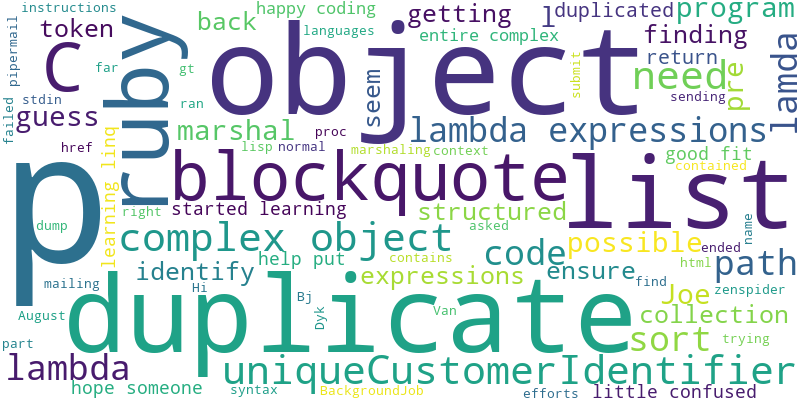 instructions
happy coding
getting
l
duplicated
program
pipermail
token
back
languages
entire complex
finding
lamda
C
ruby
object
seem
return
far
gt
need
pre
submit
stdin
ran
sending
failed
guess
marshal
lambda expressions
proc
href
lisp
normal
marshaling
context
good fit
contained
p
learning linq
blockquote
list
right
started learning
structured
dump
complex object
asked
code
possible
name
ended
path
help put
contains
ensure
html
mailing
identify
expressions
find
zenspider
Hi
Bj
Joe
August
duplicate
Dyk
Van
collection
part
sort
trying
lambda
uniqueCustomerIdentifier
hope someone
syntax
BackgroundJob
efforts
little confused